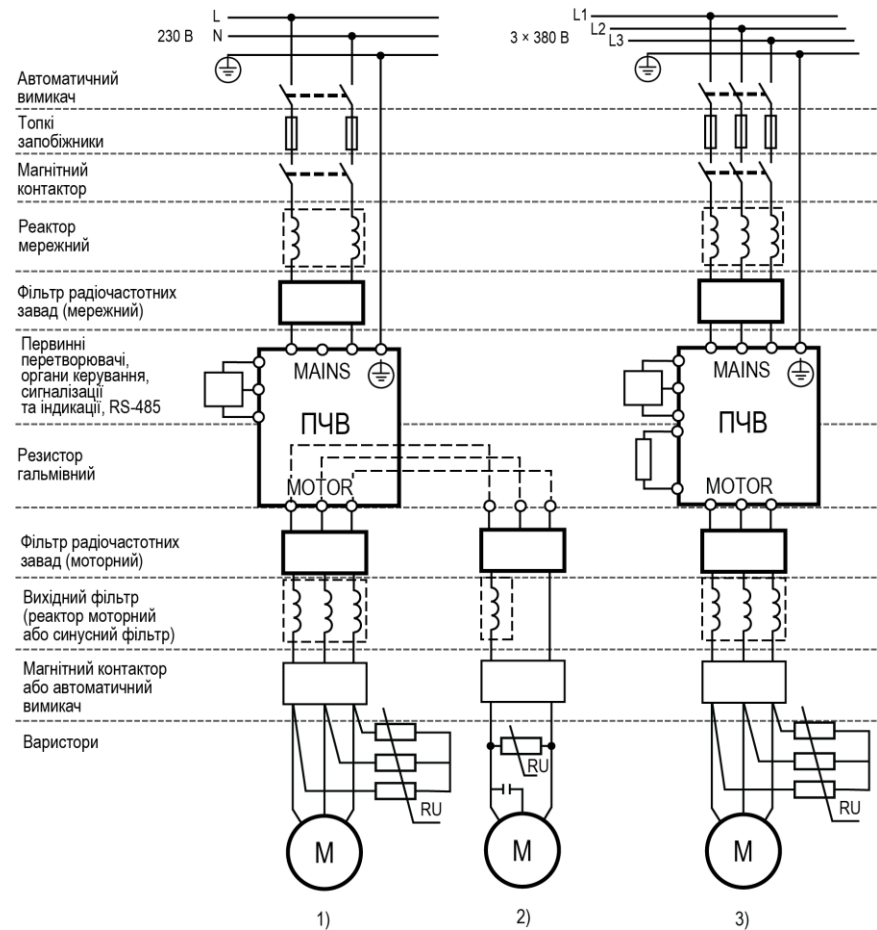 L
230 В N
L1
L2
3 × 380 В L3
Автоматичний
вимикач
Топкі
запобіжники
Магнітний
контактор
Реактор
мережний
Фільтр радіочастотних
завад (мережний)
Первинні
перетворювачі,
органи керування,
сигналізації
та індикації, RS-485
MAINS
ПЧВ
MOTOR
MAINS
ПЧВ
MOTOR
Резистор
гальмівний
Фільтр радіочастотних
завад (моторний)
Вихідний фільтр
(реактор моторний
або синусний фільтр)
Магнітний контактор
або автоматичний
вимикач
Варистори
RU
RU
RU
M
M
M
1)
2)
3)